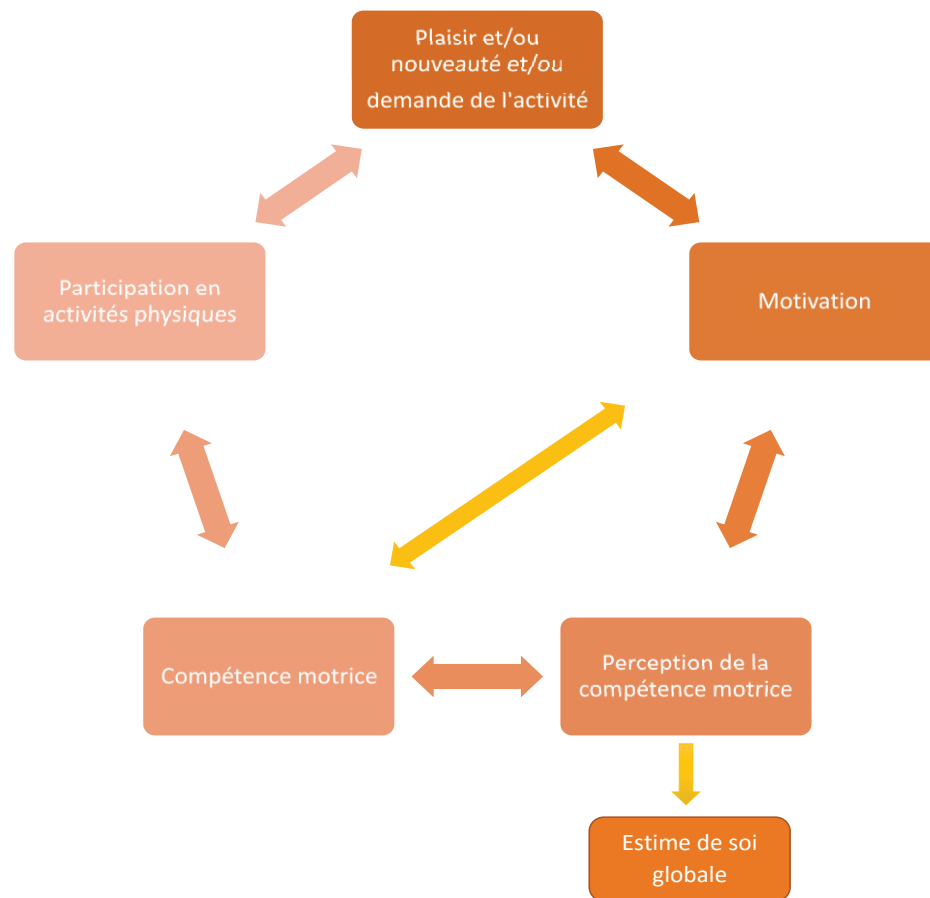 Plaisir et/ou
nouveauté et/ou
demande de l'activité
Participation en
activités physiques
Motivation
Compétence motrice
Perception de la
compétence motrice
Estime de soi
globale